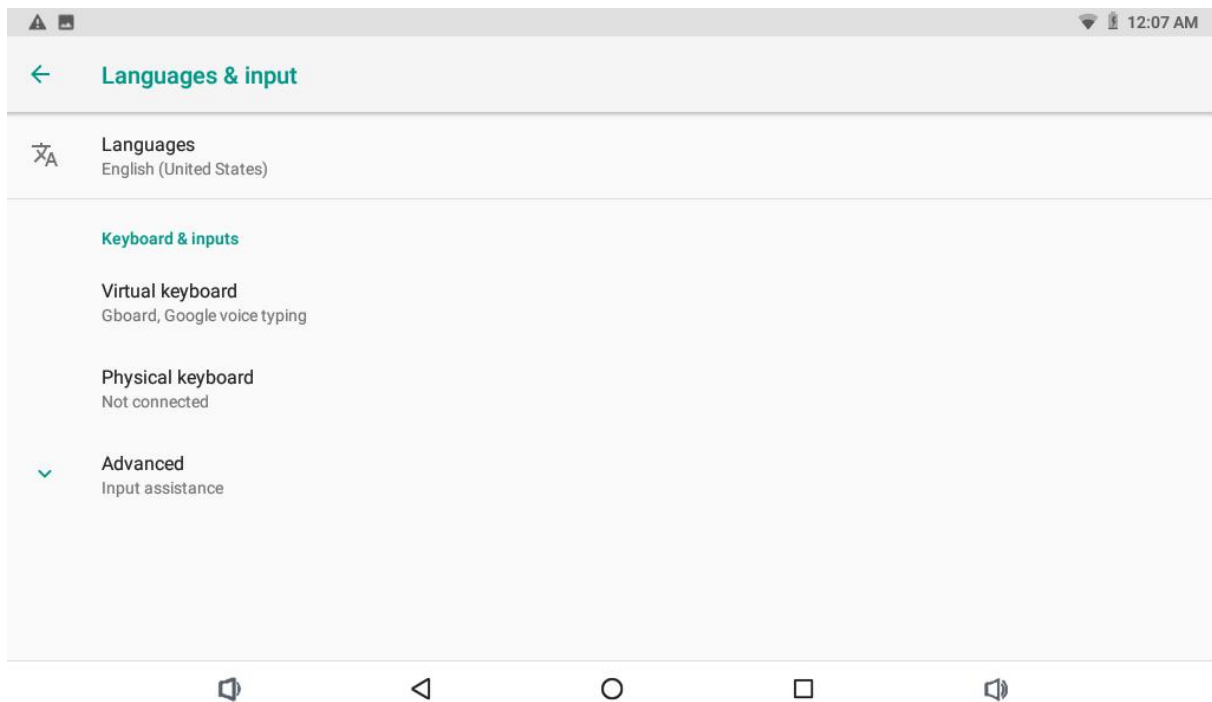 12:07 AM
Languages & input
Languages
English (United States)
Keyboard & inputs
Virtual keyboard
Gboard, Google voice typing
Physical keyboard
Not connected
Advanced
Input assistance